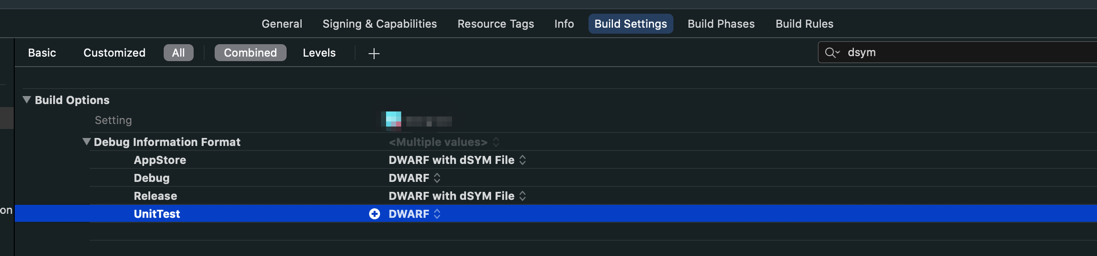 General Signing & Capabilities Resource Tags Info Build Settings Build Phases Build Rules
Basic Customized All Combined Levels + dsym
Build Options
Setting
Debug Information Format <Multiple values>
AppStore DWARF with dSYM File
Debug DWARF
Release DWARF with dSYM File
on UnitTest DWARF